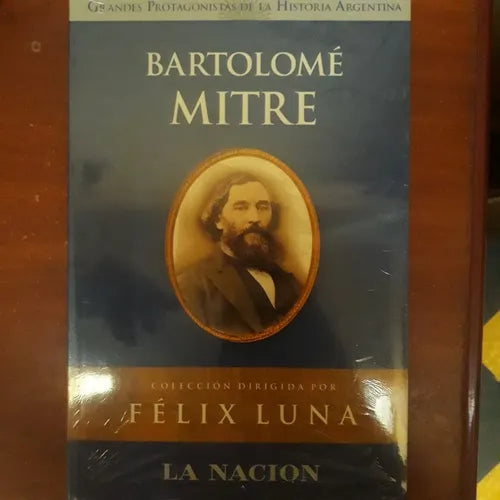 GRANDES PROTAGONISTAS DE LA HISTORIA ARGENTINA
BARTOLOMÉ
MITRE
COLECCIÓN DIRIGIDA POR
FÉLIX LUNA
LA NACION